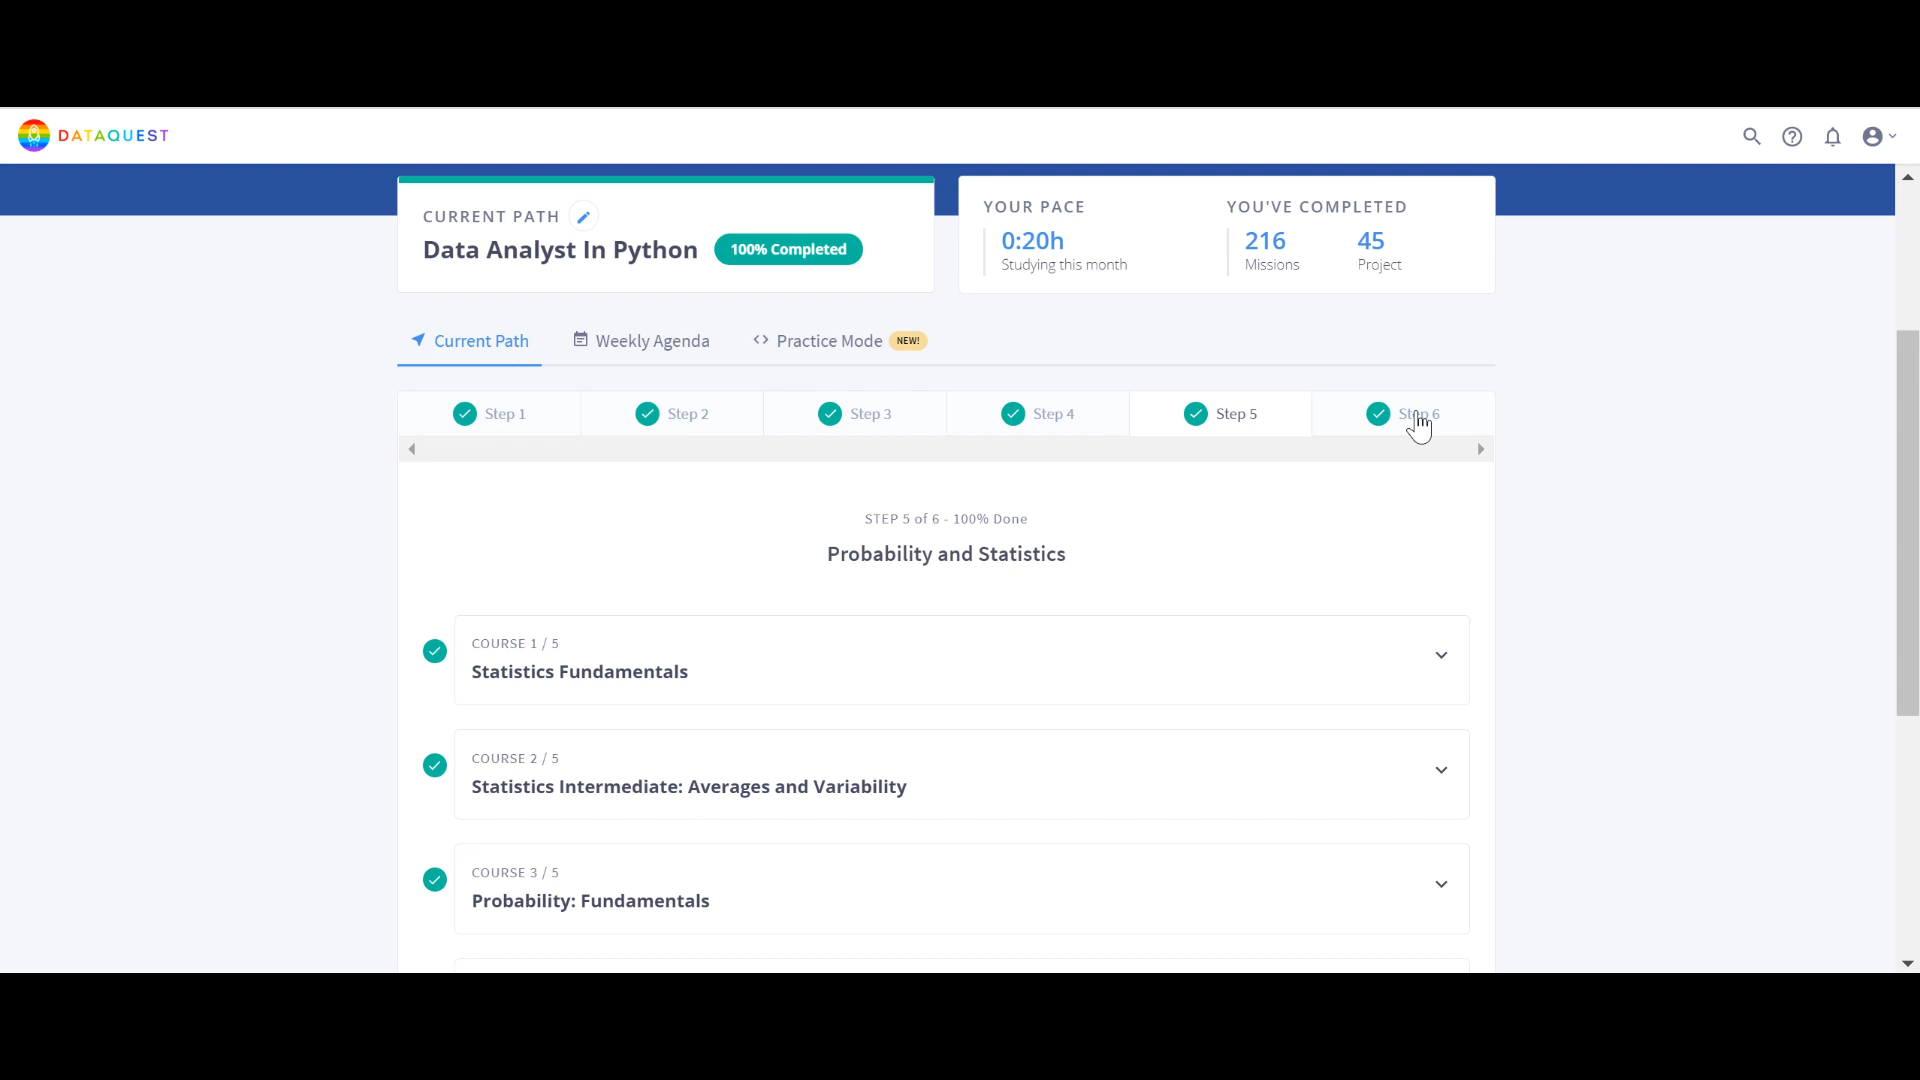 DATAQUEST
CURRENT PATH
Data Analyst In Python 100% Completed
YOUR PACE
0:20h
Studying this month
YOU'VE COMPLETED
216 45
Missions Project
Current Path Weekly Agenda Practice Mode NEW!
Step 1 Step 2 Step 3 Step 4 Step 5 Step 6
STEP 5 of 6 - 100% Done
Probability and Statistics
COURSE 1 / 5
Statistics Fundamentals
COURSE 2 / 5
Statistics Intermediate: Averages and Variability
COURSE 3 / 5
Probability: Fundamentals